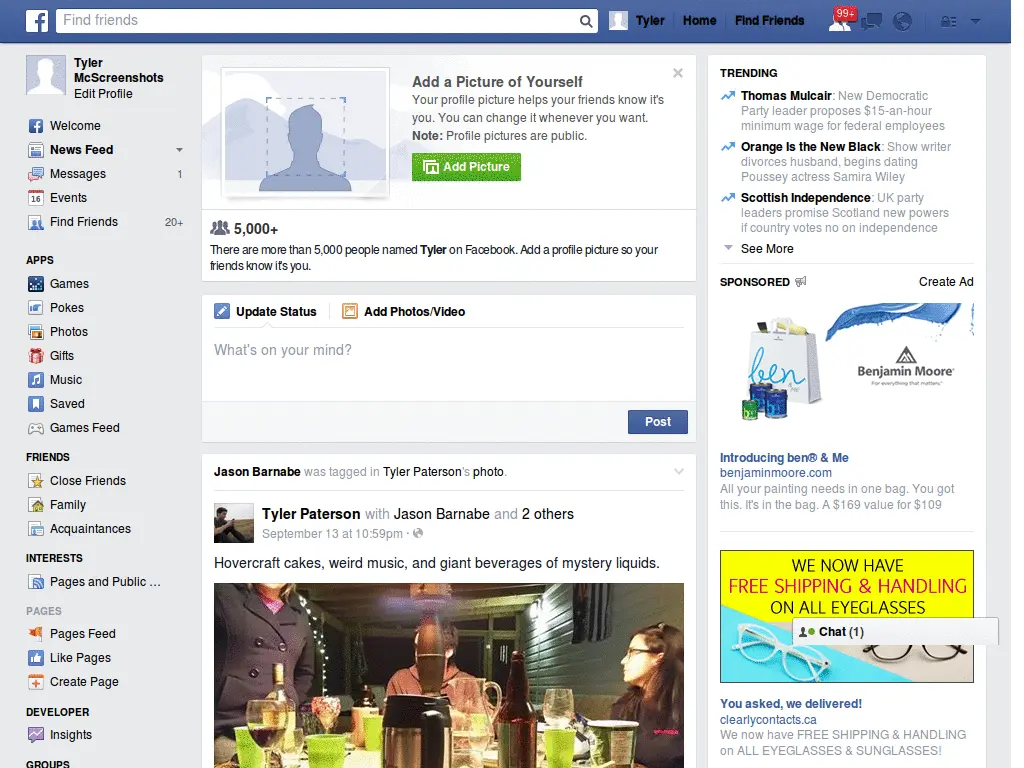 Find friends
Tyler
Home
Find Friends
99+
Tyler
McScreenshots
Edit Profile
Welcome
News Feed
Messages 1
16 Events
Find Friends 20+
APPS
Games
Pokes
Photos
Gifts
Music
Saved
Games Feed
FRIENDS
Close Friends
Family
Acquaintances
INTERESTS
Pages and Public ...
PAGES
Pages Feed
Like Pages
Create Page
DEVELOPER
Insights
GROUPS
Add a Picture of Yourself
Your profile picture helps your friends know it's
you. You can change it whenever you want.
Note: Profile pictures are public.
Add Picture
5,000+
There are more than 5,000 people named Tyler on Facebook. Add a profile picture so your
friends know it's you.
Update Status
Add Photos/Video
What's on your mind?
Post
Jason Barnabe was tagged in Tyler Paterson's photo.
Tyler Paterson with Jason Barnabe and 2 others
September 13 at 10:59pm ·
Hovercraft cakes, weird music, and giant beverages of mystery liquids.
TRENDING
Thomas Mulcair: New Democratic
Party leader proposes $15-an-hour
minimum wage for federal employees
Orange Is the New Black: Show writer
divorces husband, begins dating
Poussey actress Samira Wiley
Scottish Independence: UK party
leaders promise Scotland new powers
if country votes no on independence
See More
SPONSORED
Create Ad
ben
Benjamin Moore®
For everything that matters.®
Introducing ben® & Me
benjaminmoore.com
All your painting needs in one bag. You got
this. It's in the bag. A $169 value for $109
WE NOW HAVE
FREE SHIPPING & HANDLING
ON ALL EYEGLASSES
Chat (1)
You asked, we delivered!
clearlycontacts.ca
We now have FREE SHIPPING & HANDLING
on ALL EYEGLASSES & SUNGLASSES!